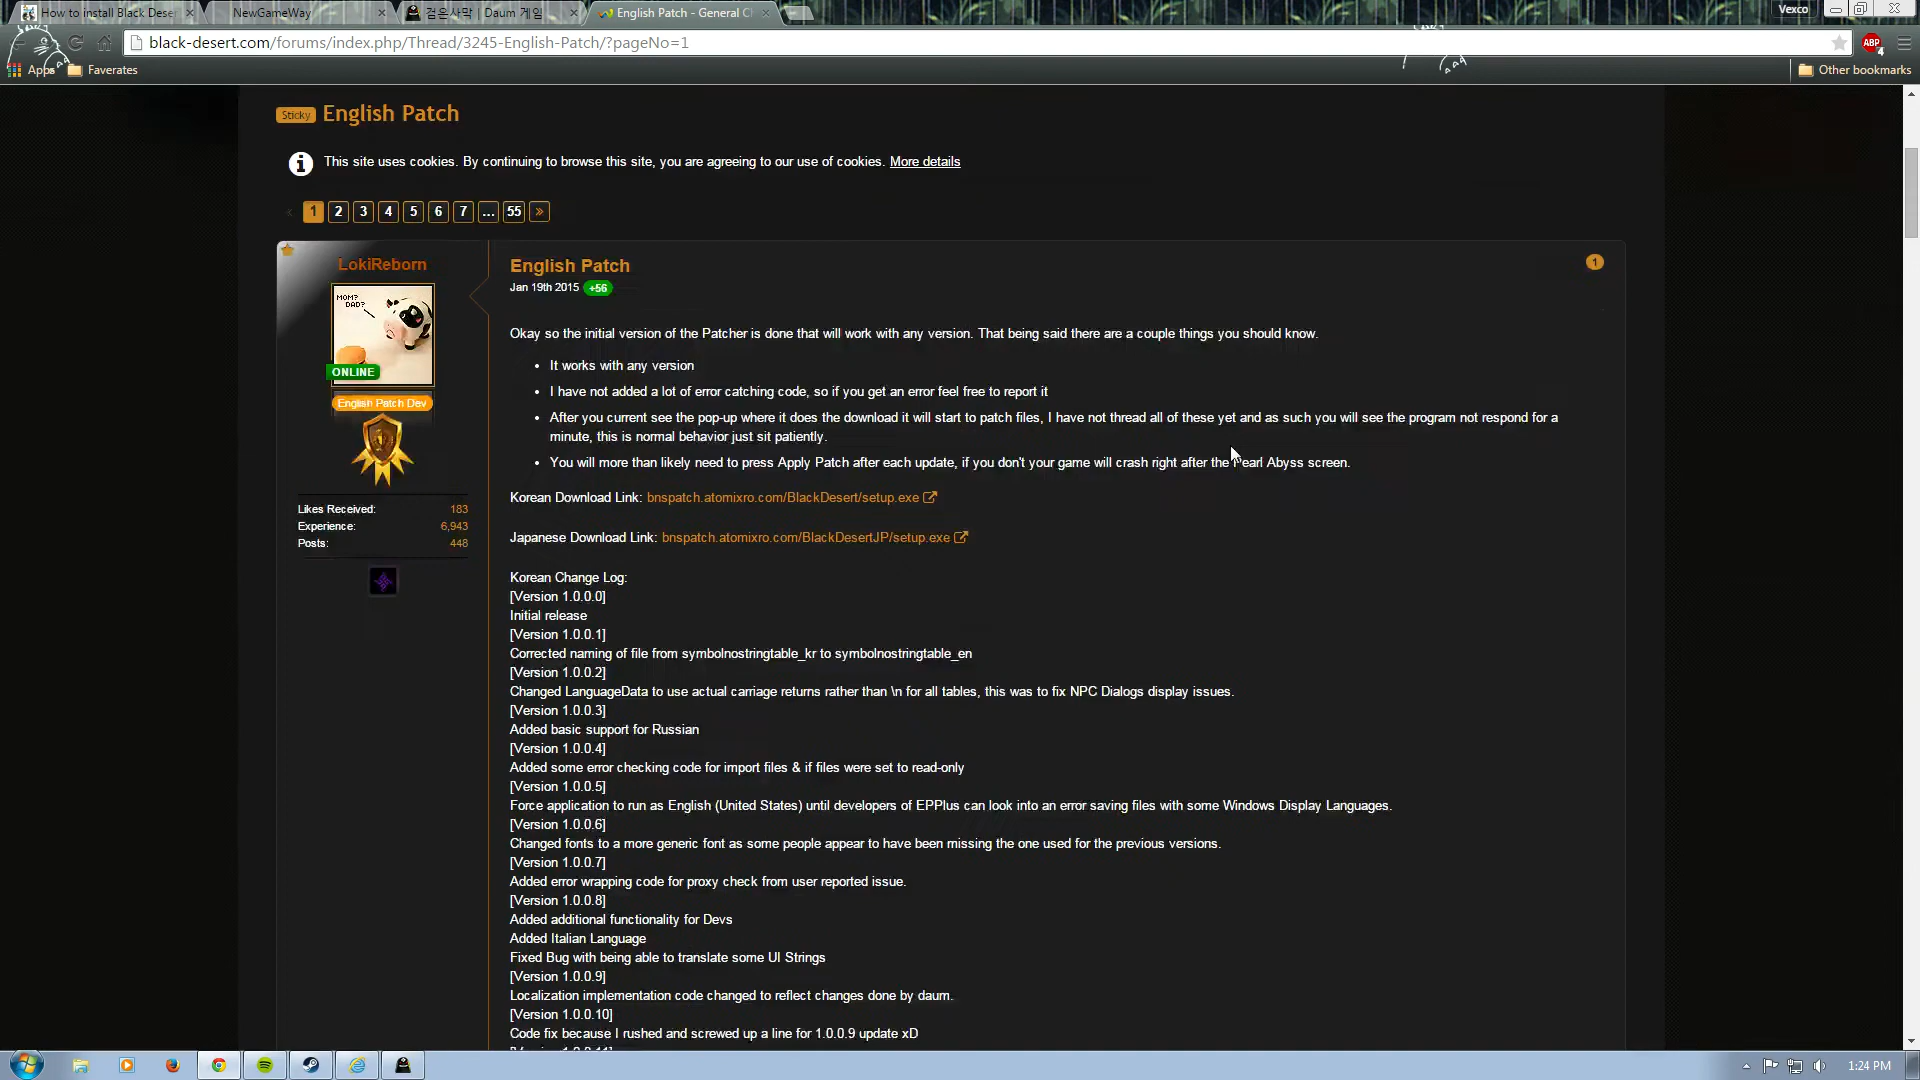 How to install Black Deser
NewGameWay
검은사막 | Daum 게임
English Patch - General C
Vexco
black-desert.com/forums/index.php/Thread/3245-English-Patch/?pageNo=1
ABP
4
Apps
Faverates
Other bookmarks
Sticky English Patch
This site uses cookies. By continuing to browse this site, you are agreeing to our use of cookies. More details
« 1 2 3 4 5 6 7 ... 55 »
LokiReborn
MOM?
DAD?
ONLINE
English Patch Dev
Likes Received: 183
Experience: 6,943
Posts: 448
English Patch
1
Jan 19th 2015 +56
Okay so the initial version of the Patcher is done that will work with any version. That being said there are a couple things you should know.
• It works with any version
• I have not added a lot of error catching code, so if you get an error feel free to report it
• After you current see the pop-up where it does the download it will start to patch files, I have not thread all of these yet and as such you will see the program not respond for a
minute, this is normal behavior just sit patiently.
• You will more than likely need to press Apply Patch after each update, if you don't your game will crash right after the Pearl Abyss screen.
Korean Download Link: bnspatch.atomixro.com/BlackDesert/setup.exe
Japanese Download Link: bnspatch.atomixro.com/BlackDesertJP/setup.exe
Korean Change Log:
[Version 1.0.0.0]
Initial release
[Version 1.0.0.1]
Corrected naming of file from symbolnostringtable_kr to symbolnostringtable_en
[Version 1.0.0.2]
Changed LanguageData to use actual carriage returns rather than \n for all tables, this was to fix NPC Dialogs display issues.
[Version 1.0.0.3]
Added basic support for Russian
[Version 1.0.0.4]
Added some error checking code for import files & if files were set to read-only
[Version 1.0.0.5]
Force application to run as English (United States) until developers of EPPlus can look into an error saving files with some Windows Display Languages.
[Version 1.0.0.6]
Changed fonts to a more generic font as some people appear to have been missing the one used for the previous versions.
[Version 1.0.0.7]
Added error wrapping code for proxy check from user reported issue.
[Version 1.0.0.8]
Added additional functionality for Devs
Added Italian Language
Fixed Bug with being able to translate some UI Strings
[Version 1.0.0.9]
Localization implementation code changed to reflect changes done by daum.
[Version 1.0.0.10]
Code fix because I rushed and screwed up a line for 1.0.0.9 update xD
1:24 PM